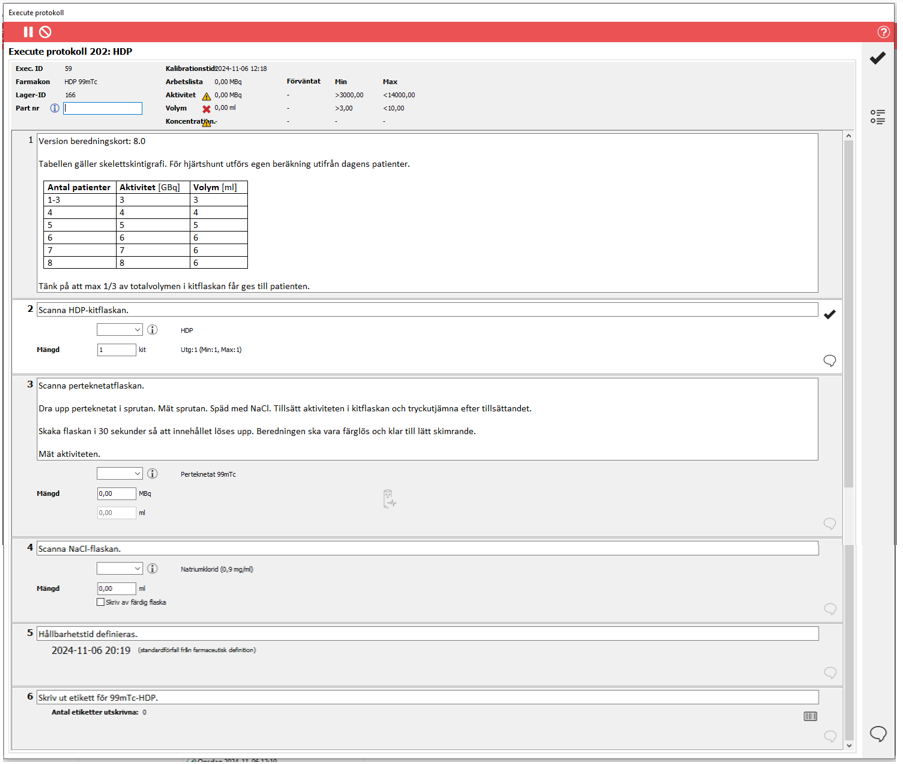 Execute protokoll
Execute protokoll 202: HDP
Exec. ID 59 Kalibrationstid: 2024-11-06 12:18
Farmakon HDP 99mTc Arbetslista 0,00 MBq Förväntat Min Max
Lager-ID 166 Aktivitet 0,00 MBq - >3000,00 <14000,00
Part nr Volym 0,00 ml - >3,00 <10,00
Koncentration - - - -
1 Version beredningskort: 8.0
Tabellen gäller skelettskintigrafi. För hjärtshunt utförs egen beräkning utifrån dagens patienter.
Antal patienter Aktivitet [GBq] Volym [ml]
1-3 3 3
4 4 4
5 5 5
6 6 6
7 7 6
8 8 6
Tänk på att max 1/3 av totalvolymen i kitflaskan får ges till patienten.
2 Scanna HDP-kitflaskan.
HDP
Mängd 1 kit Utg:1 (Min:1, Max:1)
3 Scanna perteknetatflaskan.
Dra upp perteknetat i sprutan. Mät sprutan. Späd med NaCl. Tillsätt aktiviteten i kitflaskan och tryckutjämna efter tillsättandet.
Skaka flaskan i 30 sekunder så att innehållet löses upp. Beredningen ska vara färglös och klar till lätt skimrande.
Mät aktiviteten.
Perteknetat 99mTc
Mängd 0,00 MBq
0,00 ml
4 Scanna NaCl-flaskan.
Natriumklorid (0,9 mg/ml)
Mängd 0,00 ml
Skriv av färdig flaska
5 Hållbarhetstid definieras.
2024-11-06 20:19 (standardförfall från farmaceutisk definition)
6 Skriv ut etikett för 99mTc-HDP.
Antal etiketter utskrivna: 0